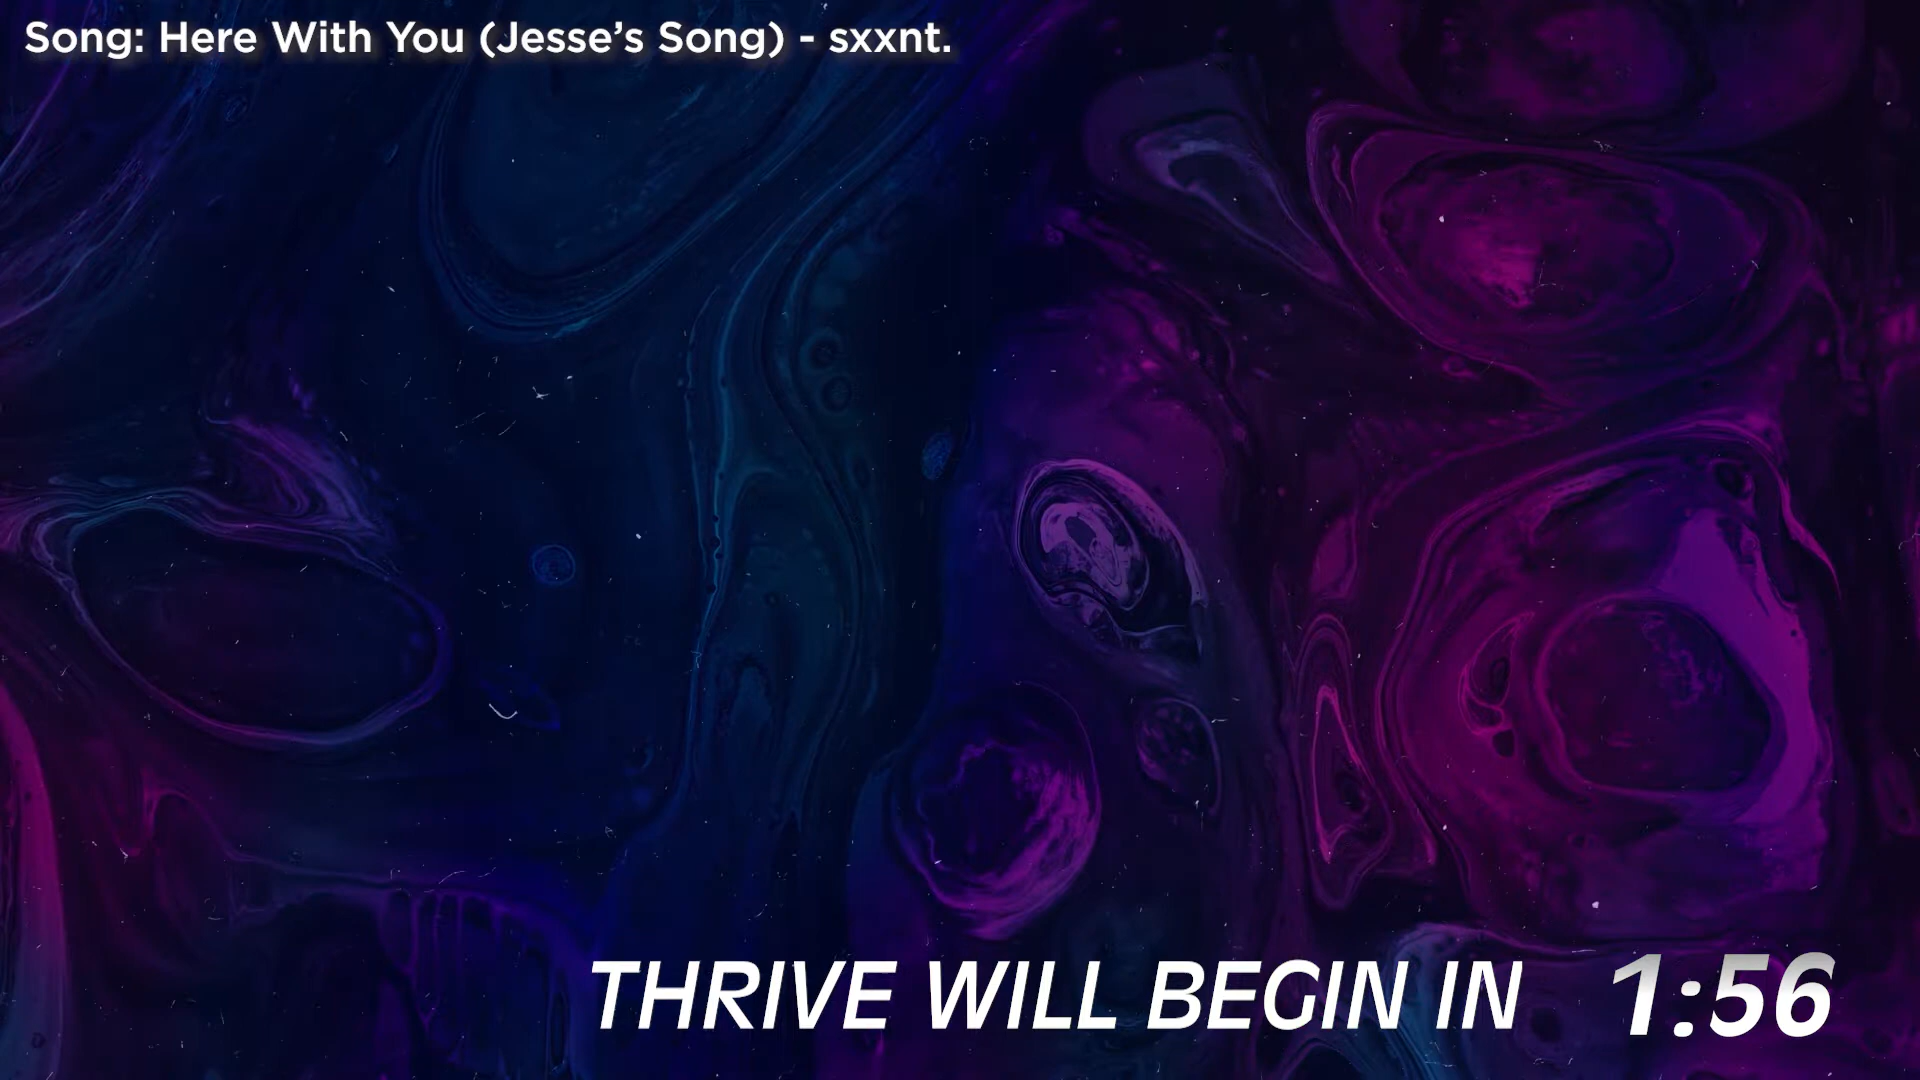 Song: Here With You (Jesse’s Song) - sxxnt.
THRIVE WILL BEGIN IN 1:56